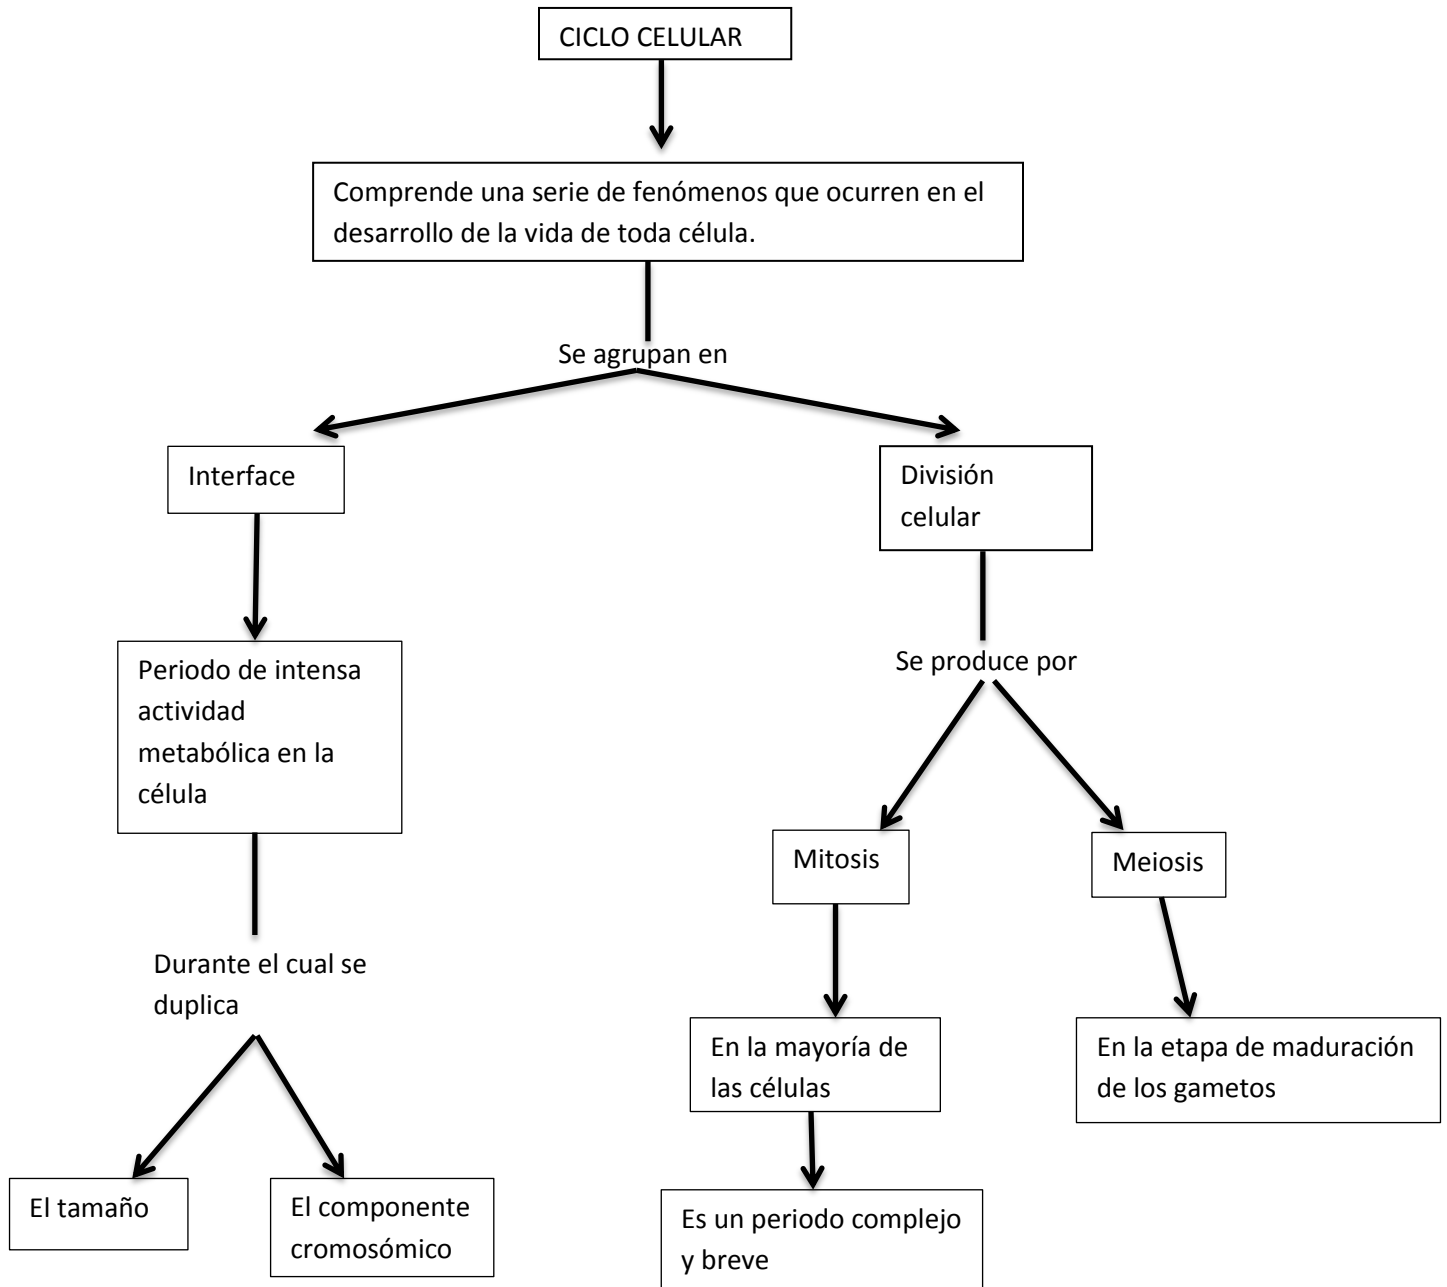 CICLO CELULAR
Comprende una serie de fenómenos que ocurren en el
desarrollo de la vida de toda célula.
Se agrupan en
Interface
División
celular
Periodo de intensa
actividad
metabólica en la
célula
Se produce por
Mitosis
Meiosis
Durante el cual se
duplica
En la mayoría de
las células
En la etapa de maduración
de los gametos
El tamaño
El componente
cromosómico
Es un periodo complejo
y breve